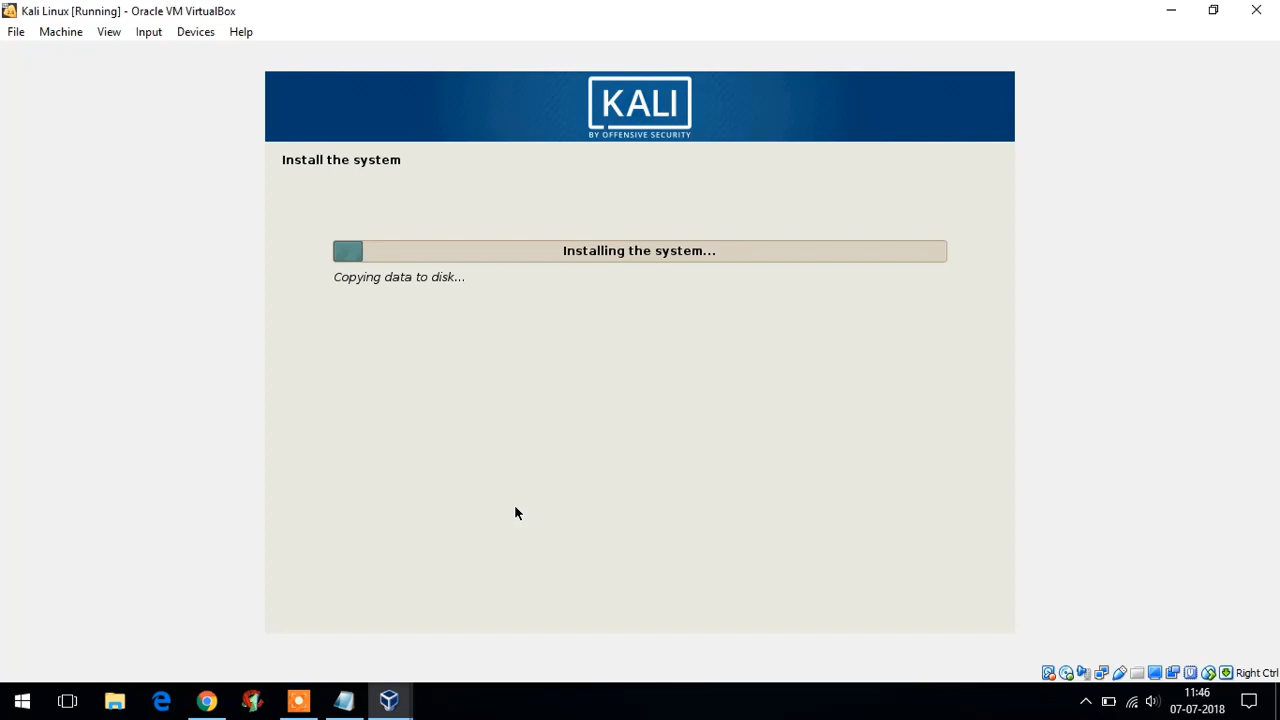 Kali Linux [Running] - Oracle VM VirtualBox
File Machine View Input Devices Help
KALI
BY OFFENSIVE SECURITY
Install the system
Installing the system...
Copying data to disk...
Right Ctrl
11:46
07-07-2018